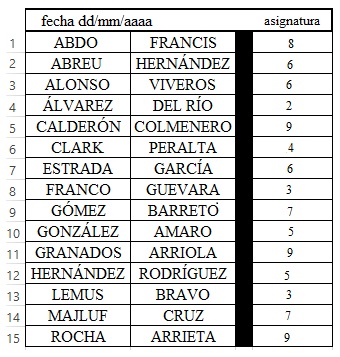 fecha dd/mm/aaaa asignatura
1 ABDO FRANCIS 8
2 ABREU HERNÁNDEZ 6
3 ALONSO VIVEROS 6
4 ÁLVAREZ DEL RÍO 2
5 CALDERÓN COLMENERO 9
6 CLARK PERALTA 4
7 ESTRADA GARCÍA 6
8 FRANCO GUEVARA 3
9 GÓMEZ BARRETO 7
10 GONZÁLEZ AMARO 5
11 GRANADOS ARRIOLA 9
12 HERNÁNDEZ RODRÍGUEZ 5
13 LEMUS BRAVO 3
14 MAJLUF CRUZ 7
15 ROCHA ARRIETA 9